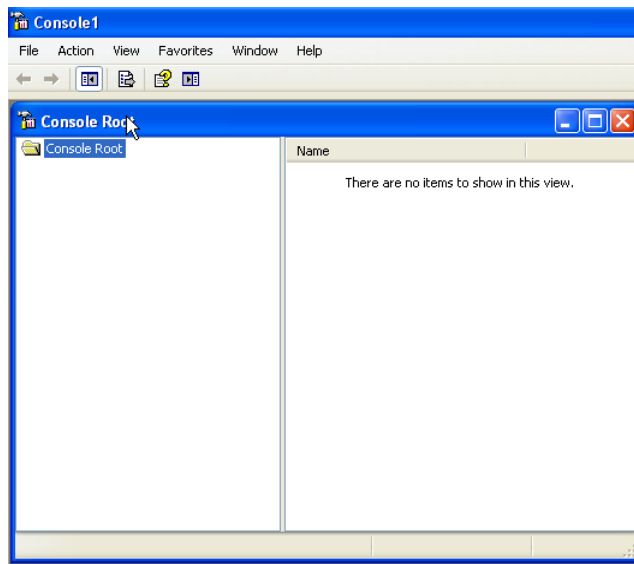 Console1
File Action View Favorites Window Help
Console Root
Console Root
Name
There are no items to show in this view.